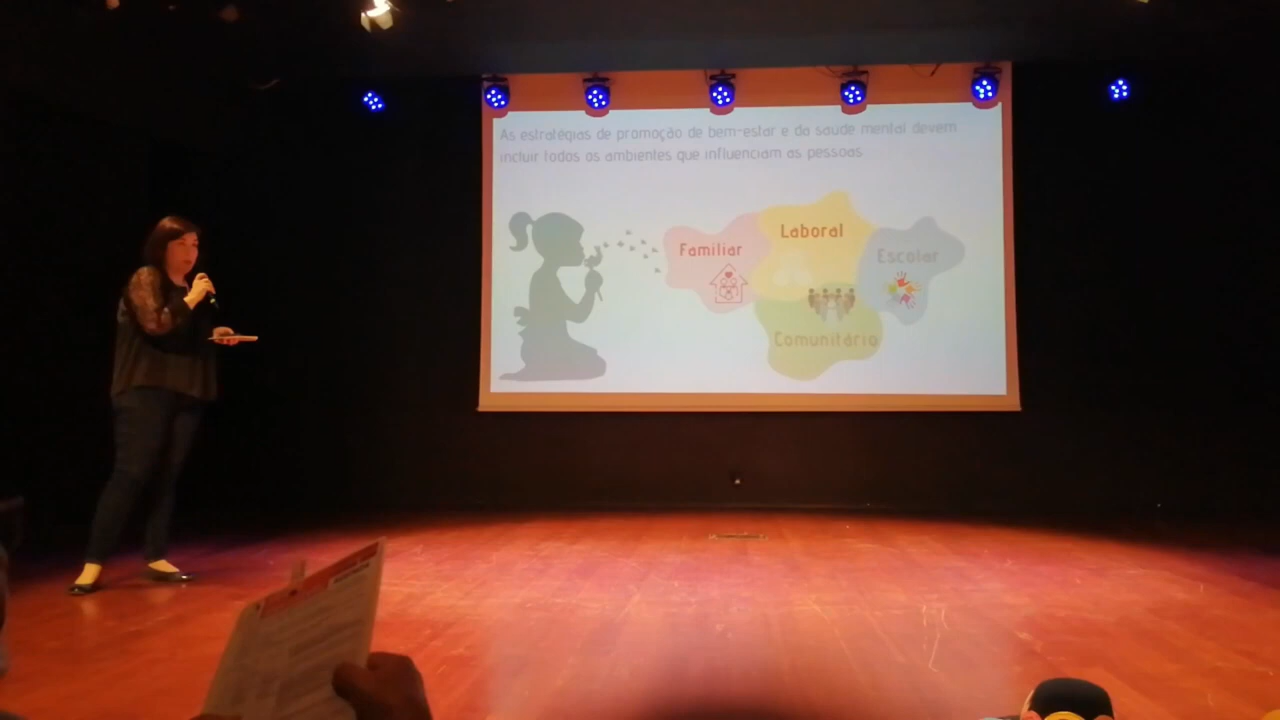 As estratégias de promoção de bem-estar e da saúde mental devem
incluir todos os ambientes que influenciam as pessoas
Familiar
Laboral
Escolar
Comunitário